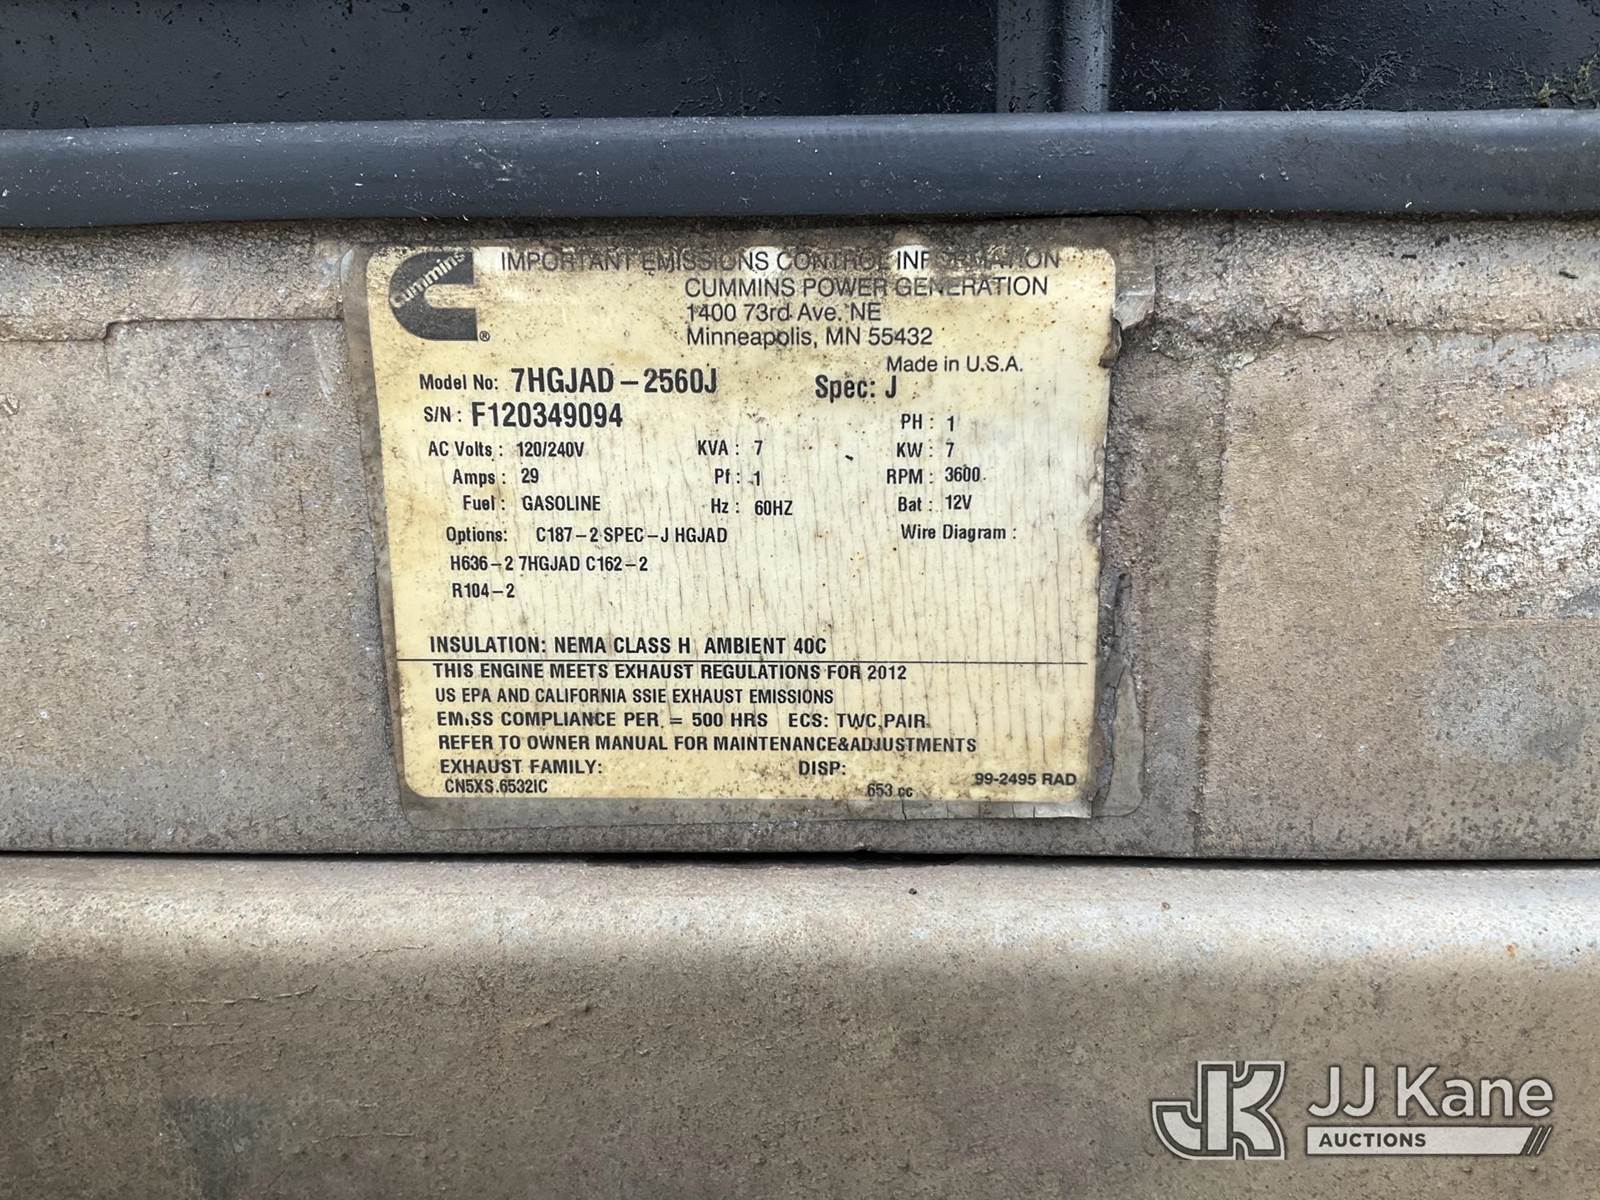 Cummins
®
IMPORTANT EMISSIONS CONTROL INFORMATION
CUMMINS POWER GENERATION
1400 73rd Ave. NE
Minneapolis, MN 55432
Made in U.S.A.
Model No: 7HGJAD-2560J Spec: J
S/N: F120349094 PH: 1
AC Volts: 120/240V KVA: 7 KW: 7
Amps: 29 Pf: 1 RPM: 3600
Fuel: GASOLINE Hz: 60HZ Bat: 12V
Options: C187-2 SPEC-J HGJAD Wire Diagram:
H636-2 7HGJAD C162-2
R104-2
INSULATION: NEMA CLASS H AMBIENT 40C
THIS ENGINE MEETS EXHAUST REGULATIONS FOR 2012
US EPA AND CALIFORNIA SSIE EXHAUST EMISSIONS
EMISS COMPLIANCE PER. = 500 HRS ECS: TWC,PAIR.
REFER TO OWNER MANUAL FOR MAINTENANCE&ADJUSTMENTS
EXHAUST FAMILY: DISP:
CN5XS.6532IC 653 cc 99-2495 RAD
JK JJ Kane
AUCTIONS